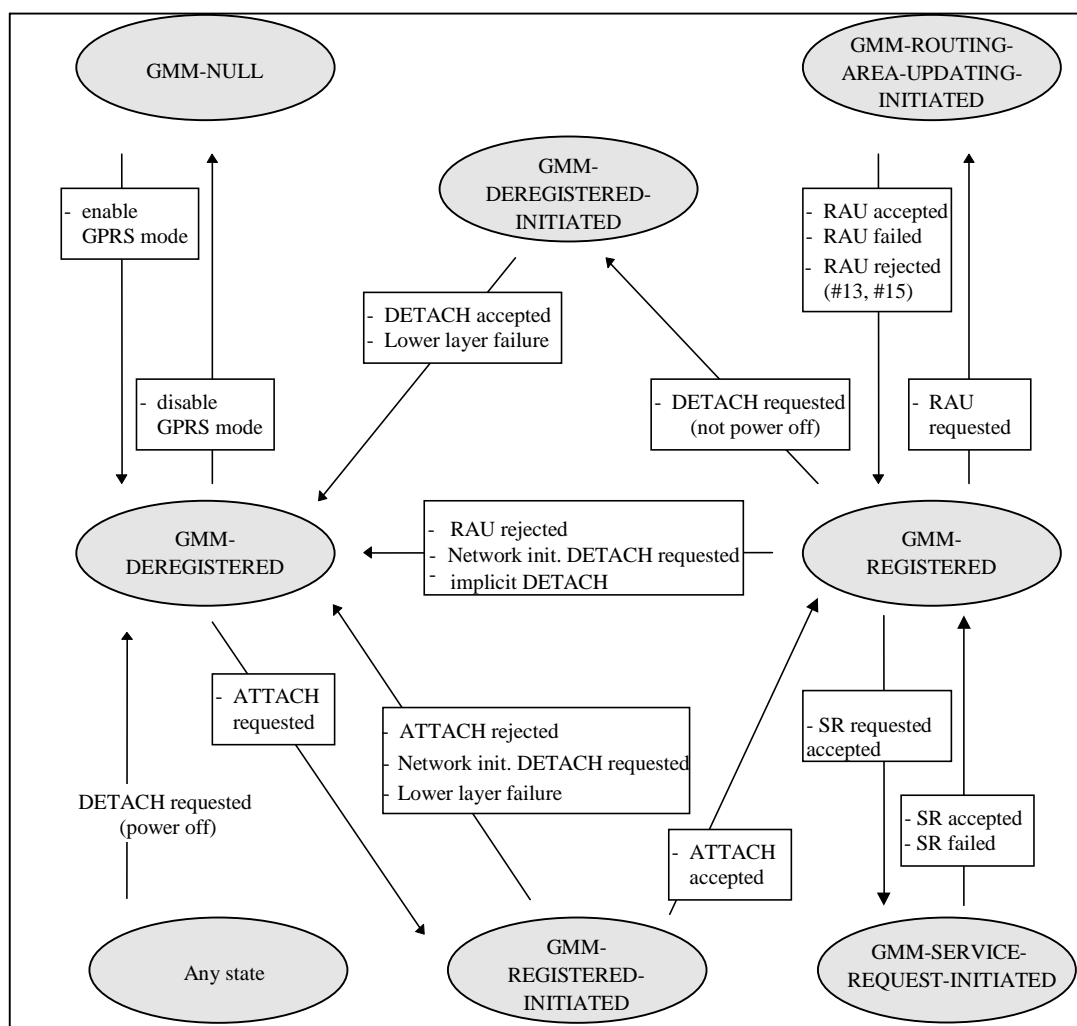 GMM-NULL
GMM-ROUTING-
AREA-UPDATING-
INITIATED
GMM-
DEREGISTERED-
INITIATED
- enable
GPRS mode
- RAU accepted
- RAU failed
- RAU rejected
(#13, #15)
- DETACH accepted
- Lower layer failure
- disable
GPRS mode
- DETACH requested
(not power off)
- RAU
requested
GMM-
DEREGISTERED
- RAU rejected
- Network init. DETACH requested
- implicit DETACH
GMM-
REGISTERED
- ATTACH
requested
- ATTACH rejected
- Network init. DETACH requested
- Lower layer failure
- SR requested
accepted
DETACH requested
(power off)
- ATTACH
accepted
- SR accepted
- SR failed
Any state
GMM-
REGISTERED-
INITIATED
GMM-SERVICE-
REQUEST-INITIATED